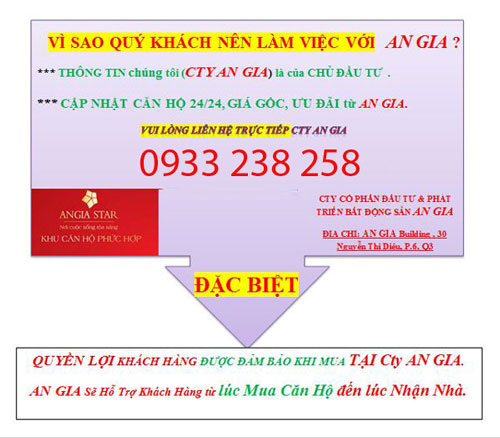 VÌ SAO QUÝ KHÁCH NÊN LÀM VIỆC VỚI AN GIA ?
*** THÔNG TIN chúng tôi (CTY AN GIA) là của CHỦ ĐẦU TƯ .
*** CẬP NHẬT CĂN HỘ 24/24, GIÁ GỐC, ƯU ĐÃI từ AN GIA.
VUI LÒNG LIÊN HỆ TRỰC TIẾP CTY AN GIA
0933 238 258
ANGIA STAR
Nơi cuộc sống tỏa sáng
KHU CĂN HỘ PHỨC HỢP
CTY CỔ PHẦN ĐẦU TƯ & PHÁT
TRIỂN BẤT ĐỘNG SẢN AN GIA
ĐỊA CHỈ: AN GIA Building , 30
Nguyễn Thị Diệu, P.6, Q3
ĐẶC BIỆT
QUYỀN LỢI KHÁCH HÀNG ĐƯỢC ĐẢM BẢO KHI MUA TẠI Cty AN GIA.
AN GIA Sẽ Hỗ Trợ Khách Hàng từ lúc Mua Căn Hộ đến lúc Nhận Nhà.